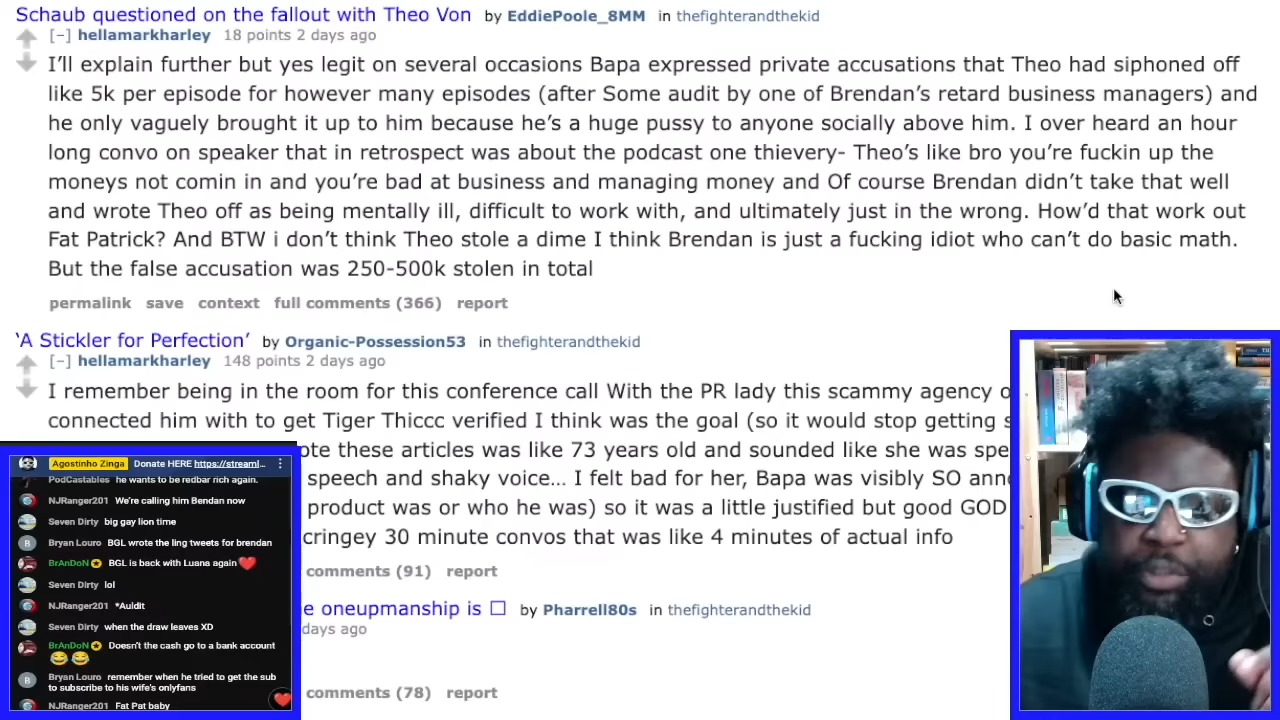 Schaub questioned on the fallout with Theo Von by EddiePoole_8MM in thefighterandthekid
[–] hellamarkharley 18 points 2 days ago
I’ll explain further but yes legit on several occasions Bapa expressed private accusations that Theo had siphoned off
like 5k per episode for however many episodes (after Some audit by one of Brendan’s retard business managers) and
he only vaguely brought it up to him because he’s a huge pussy to anyone socially above him. I over heard an hour
long convo on speaker that in retrospect was about the podcast one thievery- Theo’s like bro you’re fuckin up the
moneys not comin in and you’re bad at business and managing money and Of course Brendan didn’t take that well
and wrote Theo off as being mentally ill, difficult to work with, and ultimately just in the wrong. How’d that work out
Fat Patrick? And BTW i don’t think Theo stole a dime I think Brendan is just a fucking idiot who can’t do basic math.
But the false accusation was 250-500k stolen in total
permalink save context full comments (366) report
‘A Stickler for Perfection’ by Organic-Possession53 in thefighterandthekid
[–] hellamarkharley 148 points 2 days ago
I remember being in the room for this conference call With the PR lady this scammy agency
connected him with to get Tiger Thiccc verified I think was the goal (so it would stop getting
ote these articles was like 73 years old and sounded like she was spe
speech and shaky voice… I felt bad for her, Bapa was visibly SO ann
product was or who he was) so it was a little justified but good GOD
cringey 30 minute convos that was like 4 minutes of actual info
comments (91) report
e oneupmanship is ☐ by Pharrell80s in thefighterandthekid
days ago
comments (78) report
Agostinho Zinga Donate HERE https://streaml...
PodCastables he wants to be redbar rich again.
NJRanger201 We're calling him Bendan now
Seven Dirty big gay lion time
B Bryan Louro BGL wrote the ling tweets for brendan
BrAnDoN BGL is back with Luana again ❤️
Seven Dirty lol
NJRanger201 *Auldit
Seven Dirty when the draw leaves XD
BrAnDoN Doesn't the cash go to a bank account
😂 😂
B Bryan Louro remember when he tried to get the sub
to subscribe to his wife's onlyfans
NJRanger201 Fat Pat baby